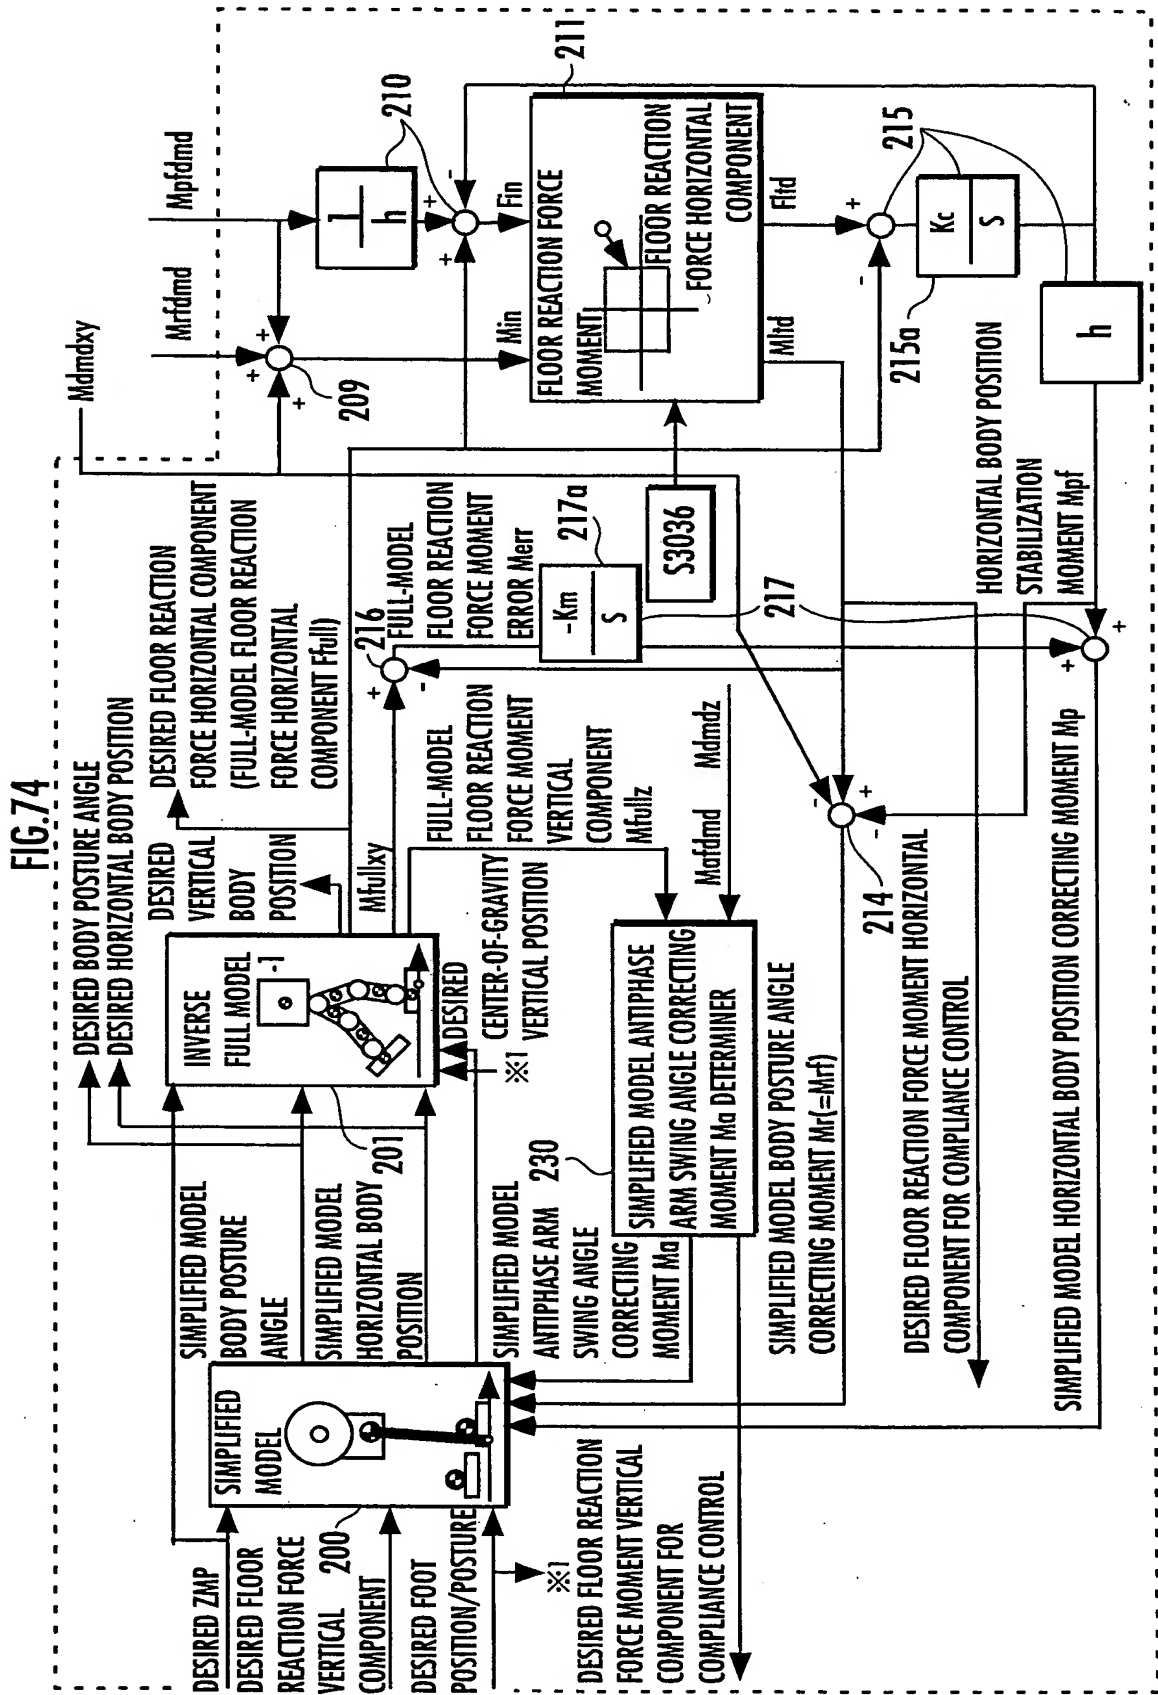 FIG.74
DESIRED BODY POSTURE ANGLE
DESIRED HORIZONTAL BODY POSITION
DESIRED
VERTICAL
BODY
POSITION
DESIRED FLOOR REACTION
FORCE HORIZONTAL COMPONENT
(FULL-MODEL FLOOR REACTION
FORCE HORIZONTAL
COMPONENT Ffull)
Mdmdxy
Mrfdmd
Mpfdmd
+
+
+
209
1
h
210
+
+
-
Min
Fin
211
FLOOR REACTION FORCE
MOMENT
FLOOR REACTION
FORCE HORIZONTAL
COMPONENT
Mltd
Fltd
S3036
+
-
215
Kc
S
215a
h
HORIZONTAL BODY POSITION
STABILIZATION
MOMENT Mpf
INVERSE
FULL MODEL
-1
201
Mfullxy
DESIRED
CENTER-OF-GRAVITY
VERTICAL POSITION
※1
+
-
216
FULL-MODEL
FLOOR REACTION
FORCE MOMENT
ERROR Merr
-Km
S
217a
217
+
+
FULL-MODEL
FLOOR REACTION
FORCE MOMENT
VERTICAL
COMPONENT
Mfullz
Mafdmd
Mdmdz
SIMPLIFIED MODEL
BODY POSTURE
ANGLE
SIMPLIFIED MODEL
HORIZONTAL BODY
POSITION
SIMPLIFIED MODEL
ANTIPHASE ARM
SWING ANGLE
CORRECTING
MOMENT Ma
230
SIMPLIFIED MODEL ANTIPHASE
ARM SWING ANGLE CORRECTING
MOMENT Ma DETERMINER
-
+
-
214
SIMPLIFIED MODEL BODY POSTURE ANGLE
CORRECTING MOMENT Mr(=Mrf)
DESIRED FLOOR REACTION FORCE MOMENT HORIZONTAL
COMPONENT FOR COMPLIANCE CONTROL
SIMPLIFIED MODEL HORIZONTAL BODY POSITION CORRECTING MOMENT Mp
SIMPLIFIED
MODEL
200
DESIRED ZMP
DESIRED FLOOR
REACTION FORCE
VERTICAL
COMPONENT
DESIRED FOOT
POSITION/POSTURE
※1
DESIRED FLOOR REACTION
FORCE MOMENT VERTICAL
COMPONENT FOR
COMPLIANCE CONTROL